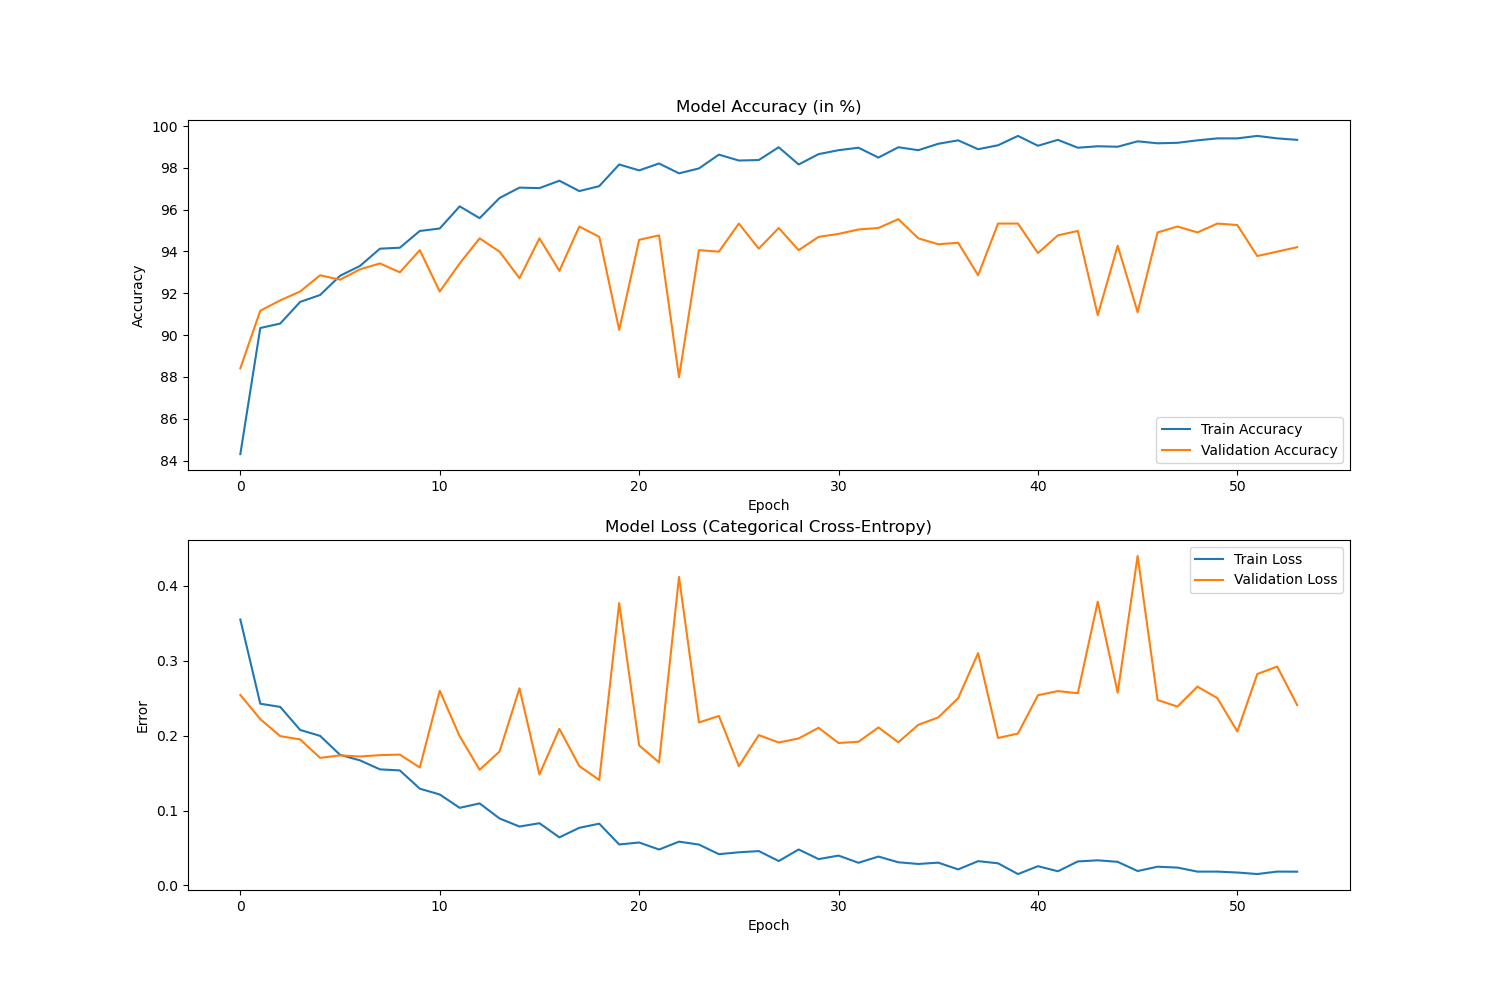 Model Accuracy (in %)
100
98
96
94
92
90
88
86
84
Accuracy
Train Accuracy
Validation Accuracy
0 10 20 30 40 50
Epoch
Model Loss (Categorical Cross-Entropy)
Train Loss
Validation Loss
0.4
0.3
0.2
0.1
0.0
Error
0 10 20 30 40 50
Epoch